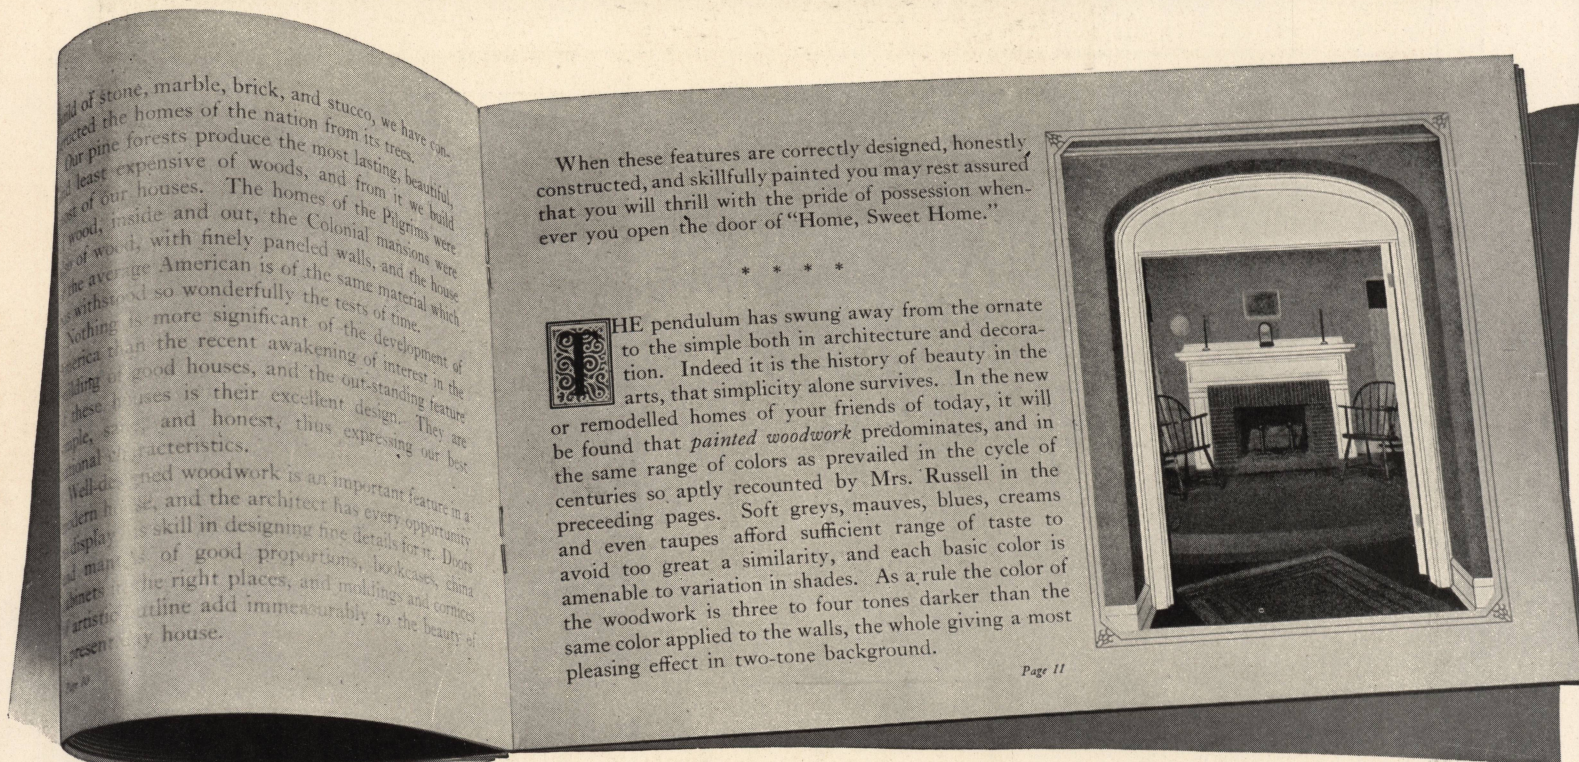 of stone, marble, brick, and stucco, we have con-
the homes of the nation from its trees.
Our pine forests produce the most lasting, beautiful,
least expensive of woods, and from it we build
of our houses. The homes of the Pilgrims were
wood, inside and out, the Colonial mansions were
of wood, with finely paneled walls, and the house
the average American is of the same material which
withstood so wonderfully the tests of time.
Nothing is more significant of the development of
than the recent awakening of interest in the
of good houses, and the out-standing feature
these houses is their excellent design. They are
and honest, thus expressing our best
characteristics.
Well-designed woodwork is an important feature in a
and the architect has every opportunity
display skill in designing fine details for it. Doors
of good proportions, bookcases, china
the right places, and moldings and cornices
artistic outline add immeasurably to the beauty of
present day house.
When these features are correctly designed, honestly
constructed, and skillfully painted you may rest assured
that you will thrill with the pride of possession when-
ever you open the door of "Home, Sweet Home."
* * * *
THE pendulum has swung away from the ornate
to the simple both in architecture and decora-
tion. Indeed it is the history of beauty in the
arts, that simplicity alone survives. In the new
or remodelled homes of your friends of today, it will
be found that painted woodwork predominates, and in
the same range of colors as prevailed in the cycle of
centuries so aptly recounted by Mrs. Russell in the
preceeding pages. Soft greys, mauves, blues, creams
and even taupes afford sufficient range of taste to
avoid too great a similarity, and each basic color is
amenable to variation in shades. As a rule the color of
the woodwork is three to four tones darker than the
same color applied to the walls, the whole giving a most
pleasing effect in two-tone background.
Page 11